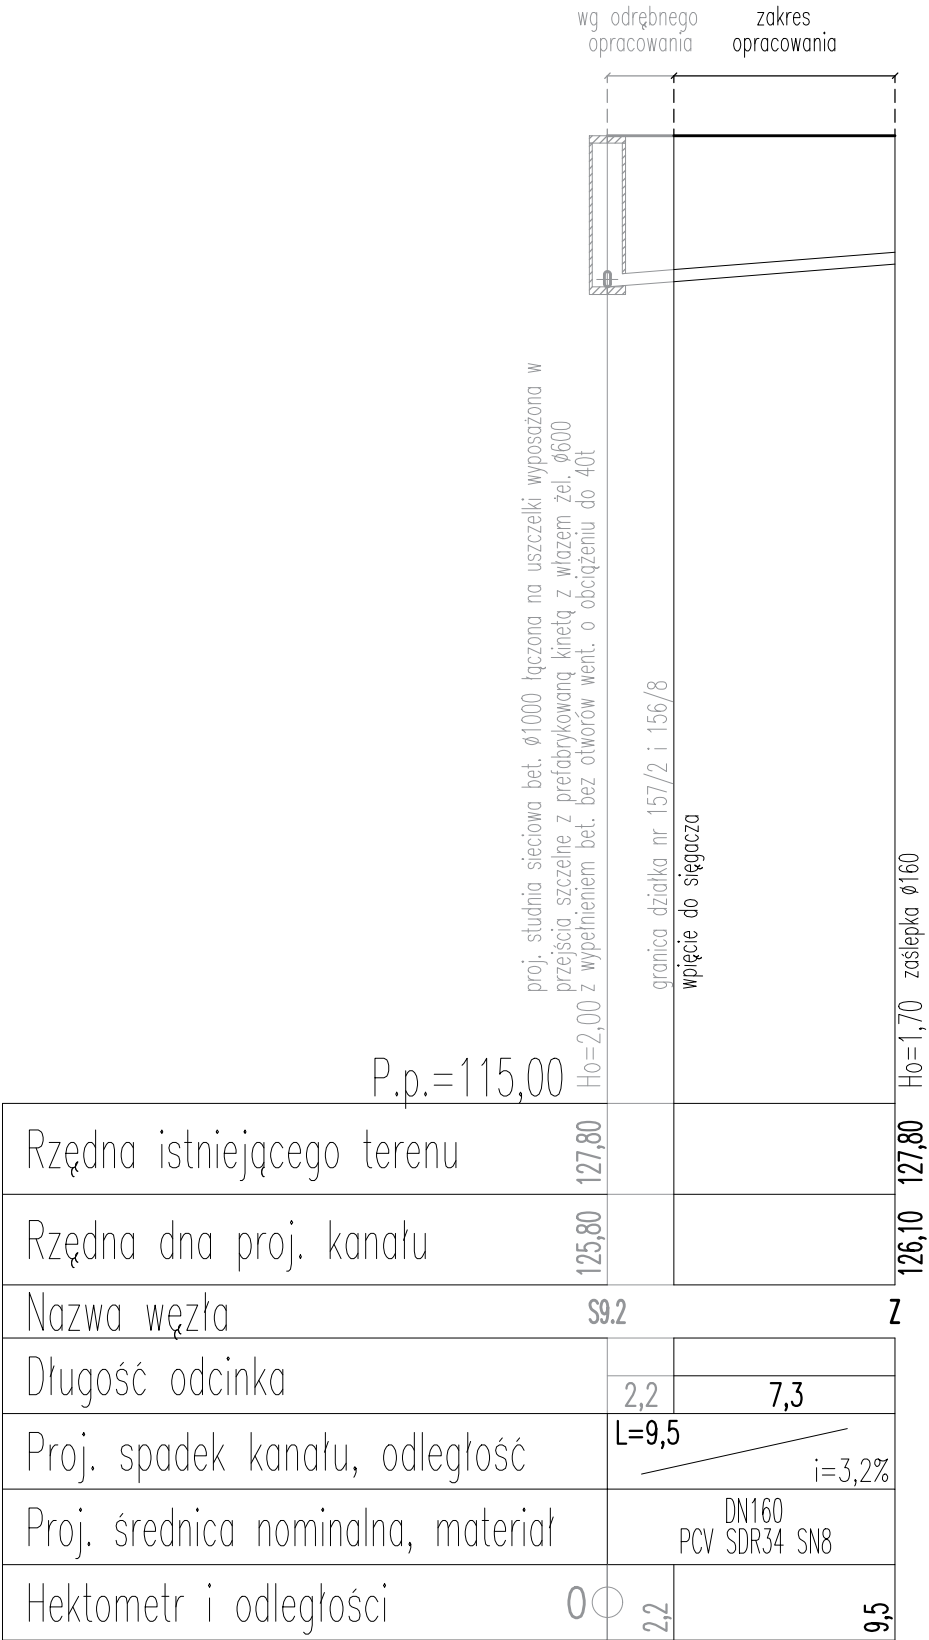 wg odrębnego
opracowania
zakres
opracowania
proj. studnia sieciowa bet. ø1000 łączona na uszczelki wyposażona w
przejścia szczelne z prefabrykowaną kinetą z włazem żel. ø600
z wypełnieniem bet. bez otworów went. o obciążeniu do 40t
granica działka nr 157/2 i 156/8
wpięcie do sięgacza
zaślepka ø160
P.p.=115,00
Ho=2,00
Ho=1,70
Rzędna istniejącego terenu
127,80
127,80
Rzędna dna proj. kanału
125,80
126,10
Nazwa węzła
S9.2
Z
Długość odcinka
2,2
7,3
Proj. spadek kanału, odległość
L=9,5
i=3,2%
Proj. średnica nominalna, materiał
DN160
PCV SDR34 SN8
Hektometr i odległości
0
2,2
9,5